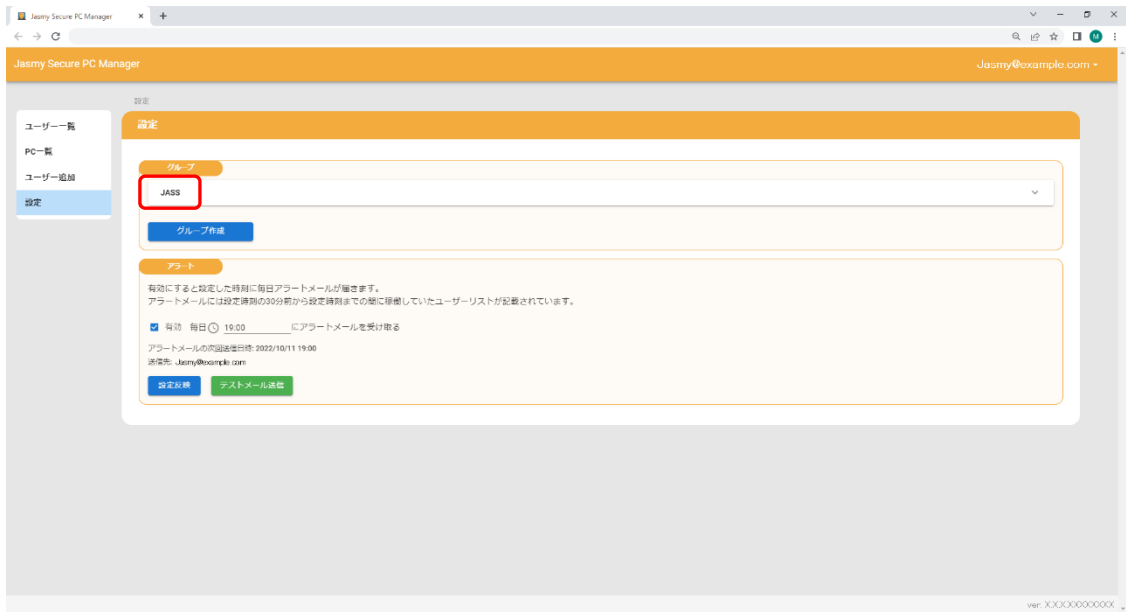 Jasmy Secure PC Manager
Jasmy Secure PC Manager
Jasmy@example.com
M
設定
ユーザー一覧
PC一覧
ユーザー追加
設定
設定
グループ
JASS
グループ作成
アラート
有効にすると設定した時刻に毎日アラートメールが届きます。
アラートメールには設定時刻の30分前から設定時刻までの間に稼働していたユーザーリストが記載されています。
有効 毎日 19:00 にアラートメールを受け取る
アラートメールの次回送信日時: 2022/10/11 19:00
送信先: Jasmy@example.com
設定反映 テストメール送信
ver. X.X.XXXXXXXXXX